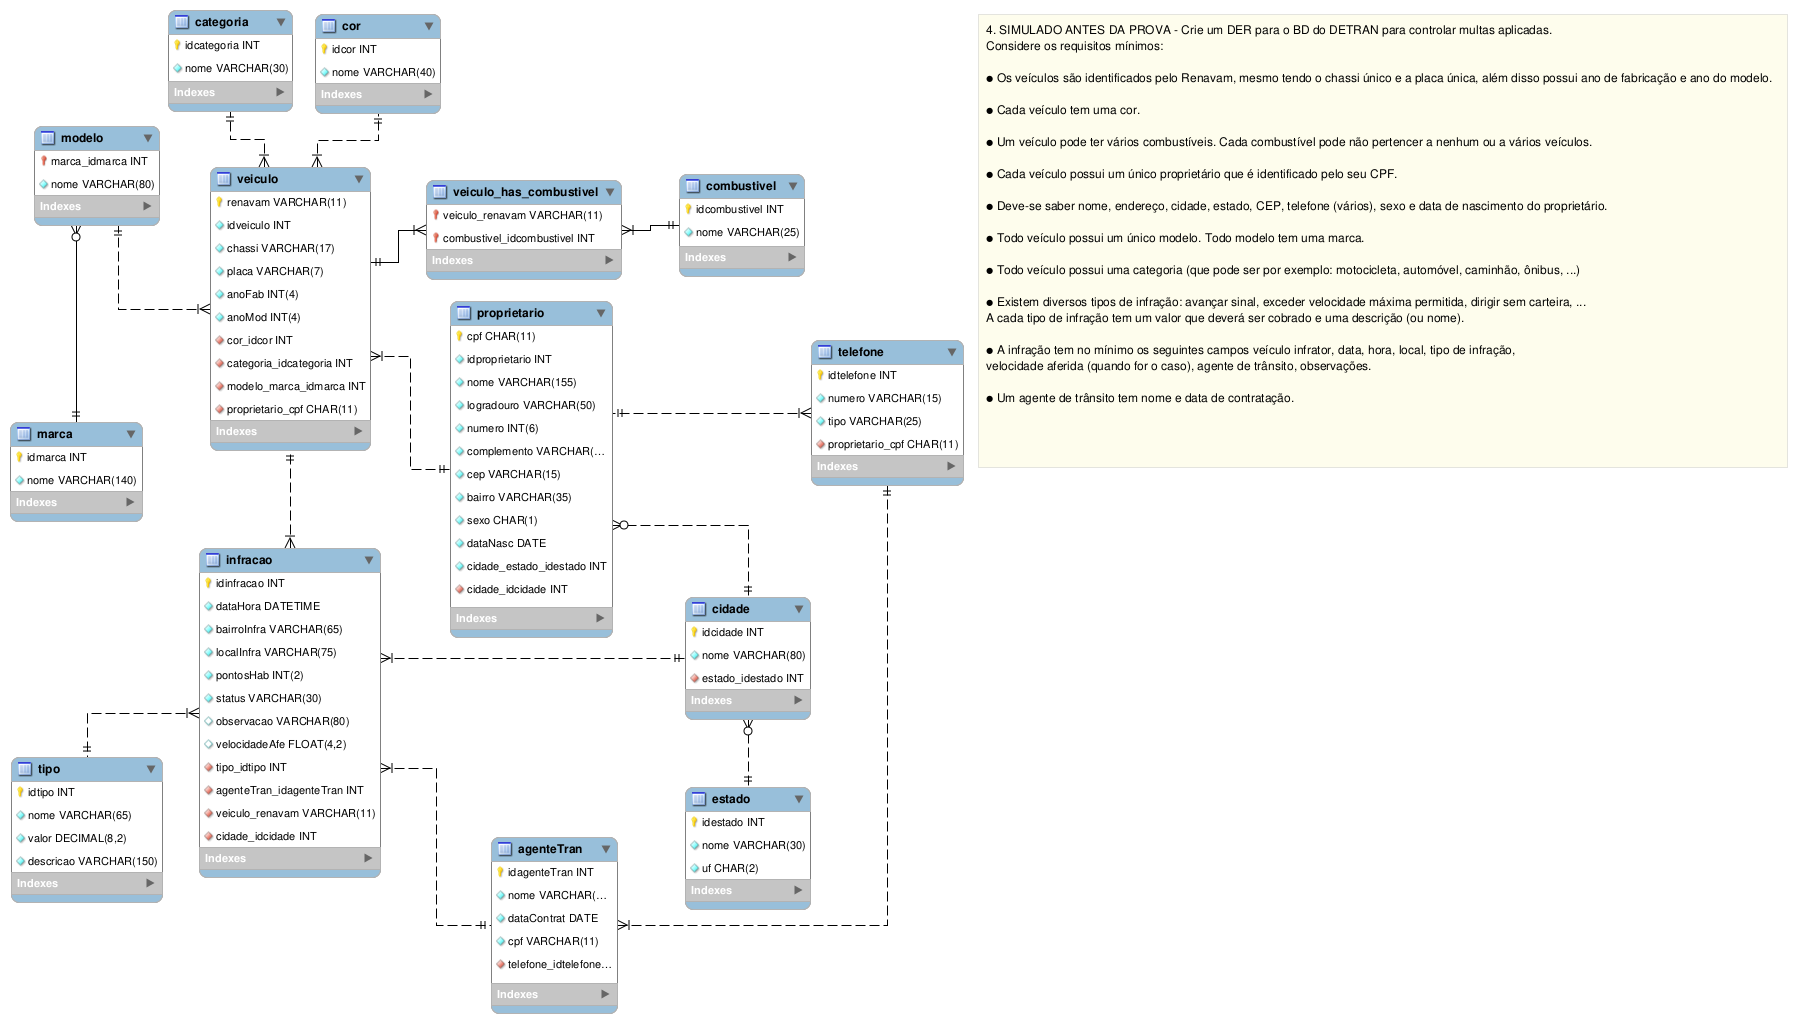 categoria
idcategoria INT
nome VARCHAR(30)
Indexes
cor
idcor INT
nome VARCHAR(40)
Indexes
modelo
marca_idmarca INT
nome VARCHAR(80)
Indexes
veiculo
renavam VARCHAR(11)
idveiculo INT
chassi VARCHAR(17)
placa VARCHAR(7)
anoFab INT(4)
anoMod INT(4)
cor_idcor INT
categoria_idcategoria INT
modelo_marca_idmarca INT
proprietario_cpf CHAR(11)
Indexes
veiculo_has_combustivel
veiculo_renavam VARCHAR(11)
combustivel_idcombustivel INT
Indexes
combustivel
idcombustivel INT
nome VARCHAR(25)
Indexes
proprietario
cpf CHAR(11)
idproprietario INT
nome VARCHAR(155)
logradouro VARCHAR(50)
numero INT(6)
complemento VARCHAR(...
cep VARCHAR(15)
bairro VARCHAR(35)
sexo CHAR(1)
dataNasc DATE
cidade_estado_idestado INT
cidade_idcidade INT
Indexes
telefone
idtelefone INT
numero VARCHAR(15)
tipo VARCHAR(25)
proprietario_cpf CHAR(11)
Indexes
marca
idmarca INT
nome VARCHAR(140)
Indexes
infracao
idinfracao INT
dataHora DATETIME
bairroInfra VARCHAR(65)
localInfra VARCHAR(75)
pontosHab INT(2)
status VARCHAR(30)
observacao VARCHAR(80)
velocidadeAfe FLOAT(4,2)
tipo_idtipo INT
agenteTran_idagenteTran INT
veiculo_renavam VARCHAR(11)
cidade_idcidade INT
Indexes
cidade
idcidade INT
nome VARCHAR(80)
estado_idestado INT
Indexes
tipo
idtipo INT
nome VARCHAR(65)
valor DECIMAL(8,2)
descricao VARCHAR(150)
Indexes
estado
idestado INT
nome VARCHAR(30)
uf CHAR(2)
Indexes
agenteTran
idagenteTran INT
nome VARCHAR(...
dataContrat DATE
cpf VARCHAR(11)
telefone_idtelefone...
Indexes
4. SIMULADO ANTES DA PROVA - Crie um DER para o BD do DETRAN para controlar multas aplicadas.
Considere os requisitos mínimos:
● Os veículos são identificados pelo Renavam, mesmo tendo o chassi único e a placa única, além disso possui ano de fabricação e ano do modelo.
● Cada veículo tem uma cor.
● Um veículo pode ter vários combustíveis. Cada combustível pode não pertencer a nenhum ou a vários veículos.
● Cada veículo possui um único proprietário que é identificado pelo seu CPF.
● Deve-se saber nome, endereço, cidade, estado, CEP, telefone (vários), sexo e data de nascimento do proprietário.
● Todo veículo possui um único modelo. Todo modelo tem uma marca.
● Todo veículo possui uma categoria (que pode ser por exemplo: motocicleta, automóvel, caminhão, ônibus, ...)
● Existem diversos tipos de infração: avançar sinal, exceder velocidade máxima permitida, dirigir sem carteira, ...
A cada tipo de infração tem um valor que deverá ser cobrado e uma descrição (ou nome).
● A infração tem no mínimo os seguintes campos veículo infrator, data, hora, local, tipo de infração,
velocidade aferida (quando for o caso), agente de trânsito, observações.
● Um agente de trânsito tem nome e data de contratação.